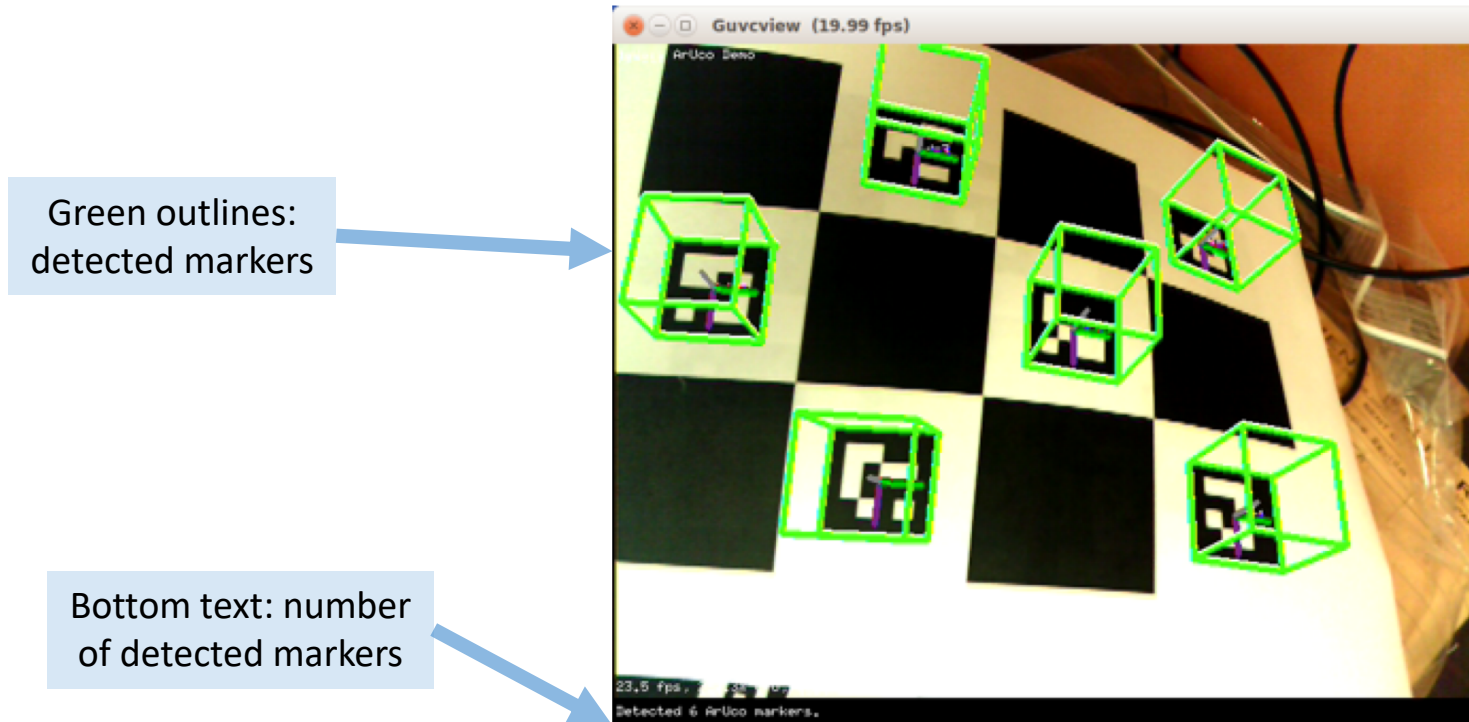 Guvcview (19.99 fps)
ArUco Demo
Green outlines:
detected markers
Bottom text: number
of detected markers
23.5 fps,
Detected 6 ArUco markers.